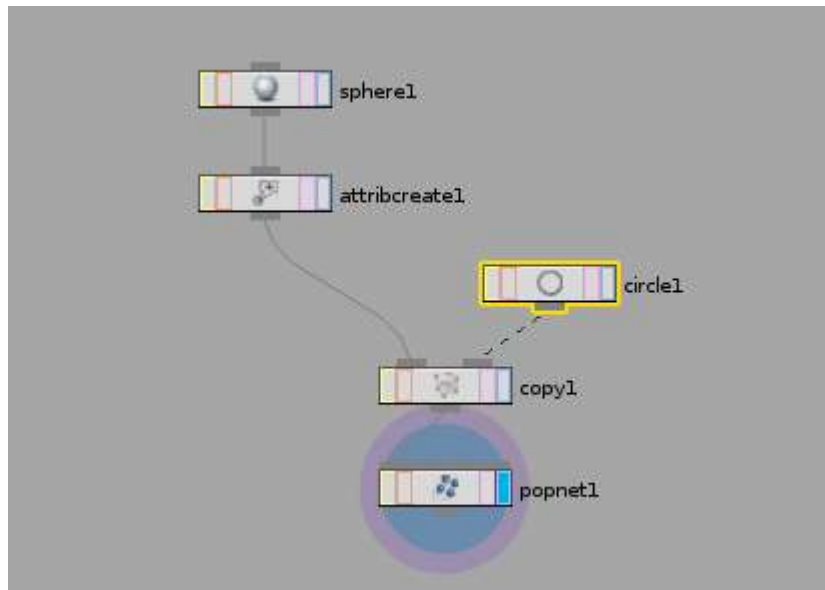 sphere1
attribcreate1
circle1
copy1
popnet1